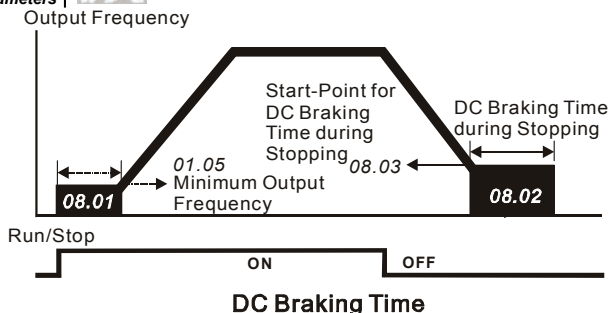 ameters |
Output Frequency
Start-Point for
DC Braking
Time during
Stopping
08.03
DC Braking Time
during Stopping
01.05
Minimum Output
Frequency
08.01
08.02
Run/Stop
ON
OFF
DC Braking Time